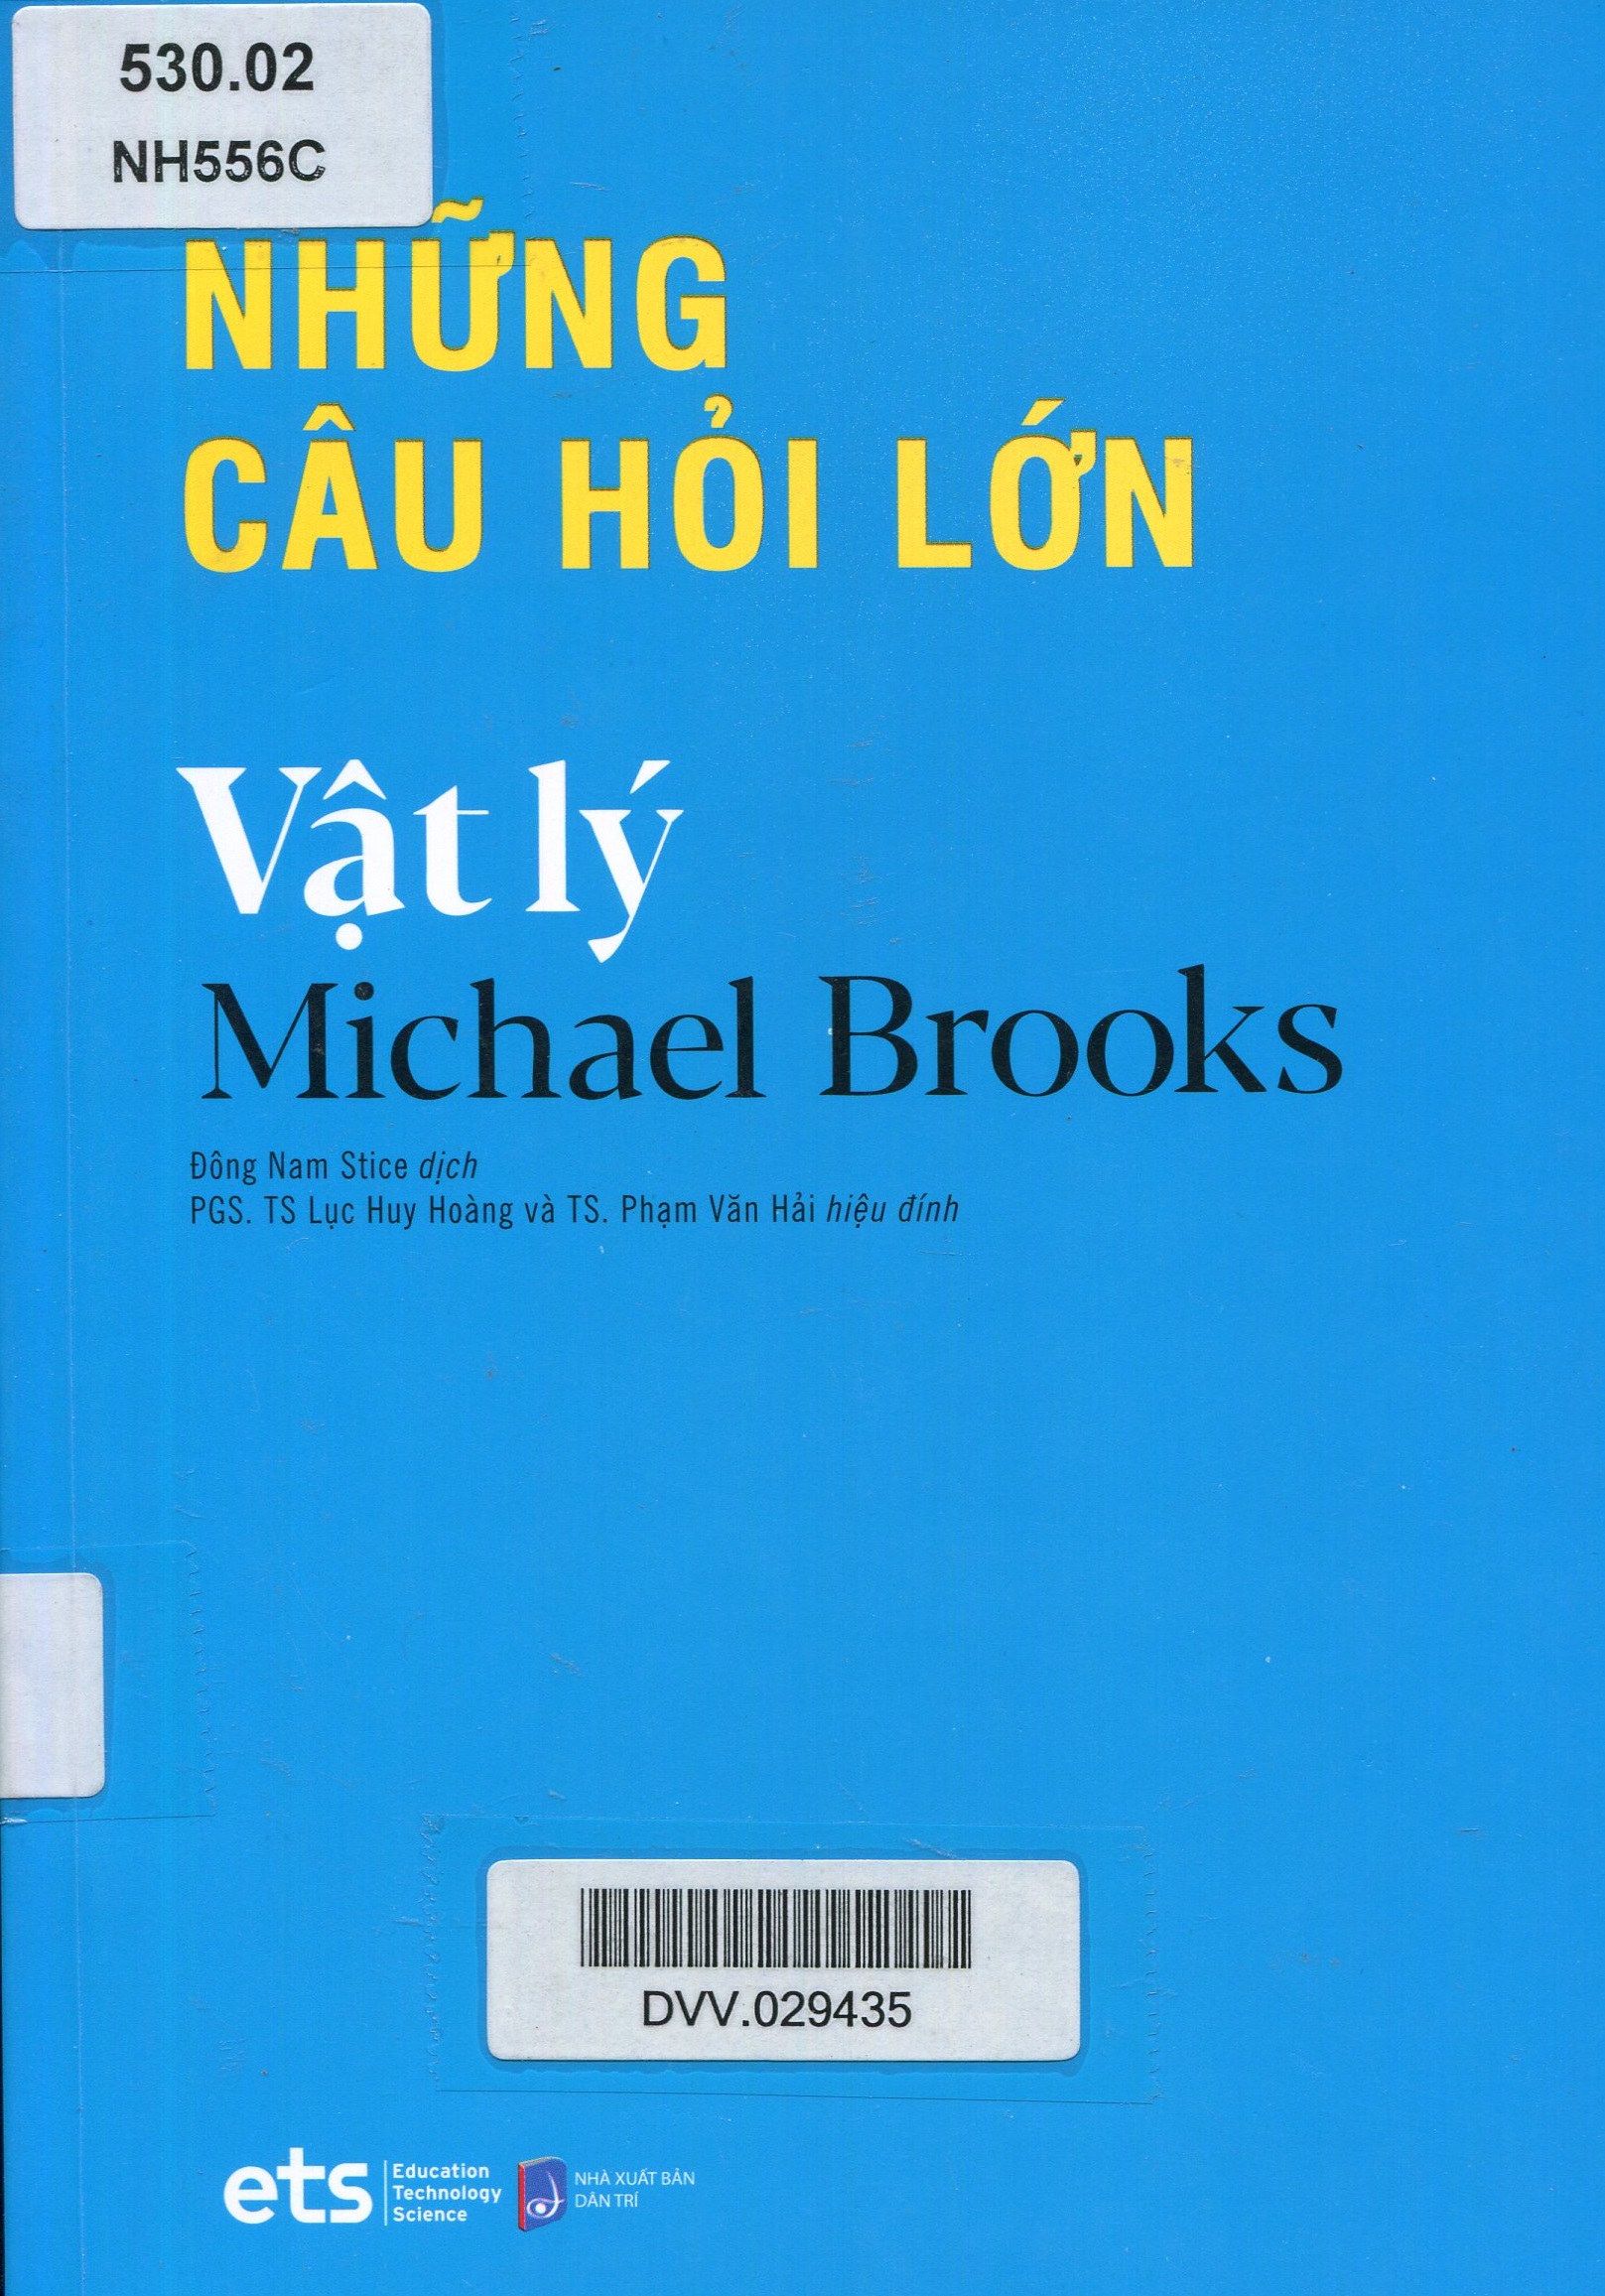 530.02
NH556C
NHỮNG
CÂU HỎI LỚN
Vật lý
Michael Brooks
Đông Nam Stice dịch
PGS. TS Lục Huy Hoàng và TS. Phạm Văn Hải hiệu đính
DVV.029435
ets
Education
Technology
Science
NHÀ XUẤT BẢN
DÂN TRÍ